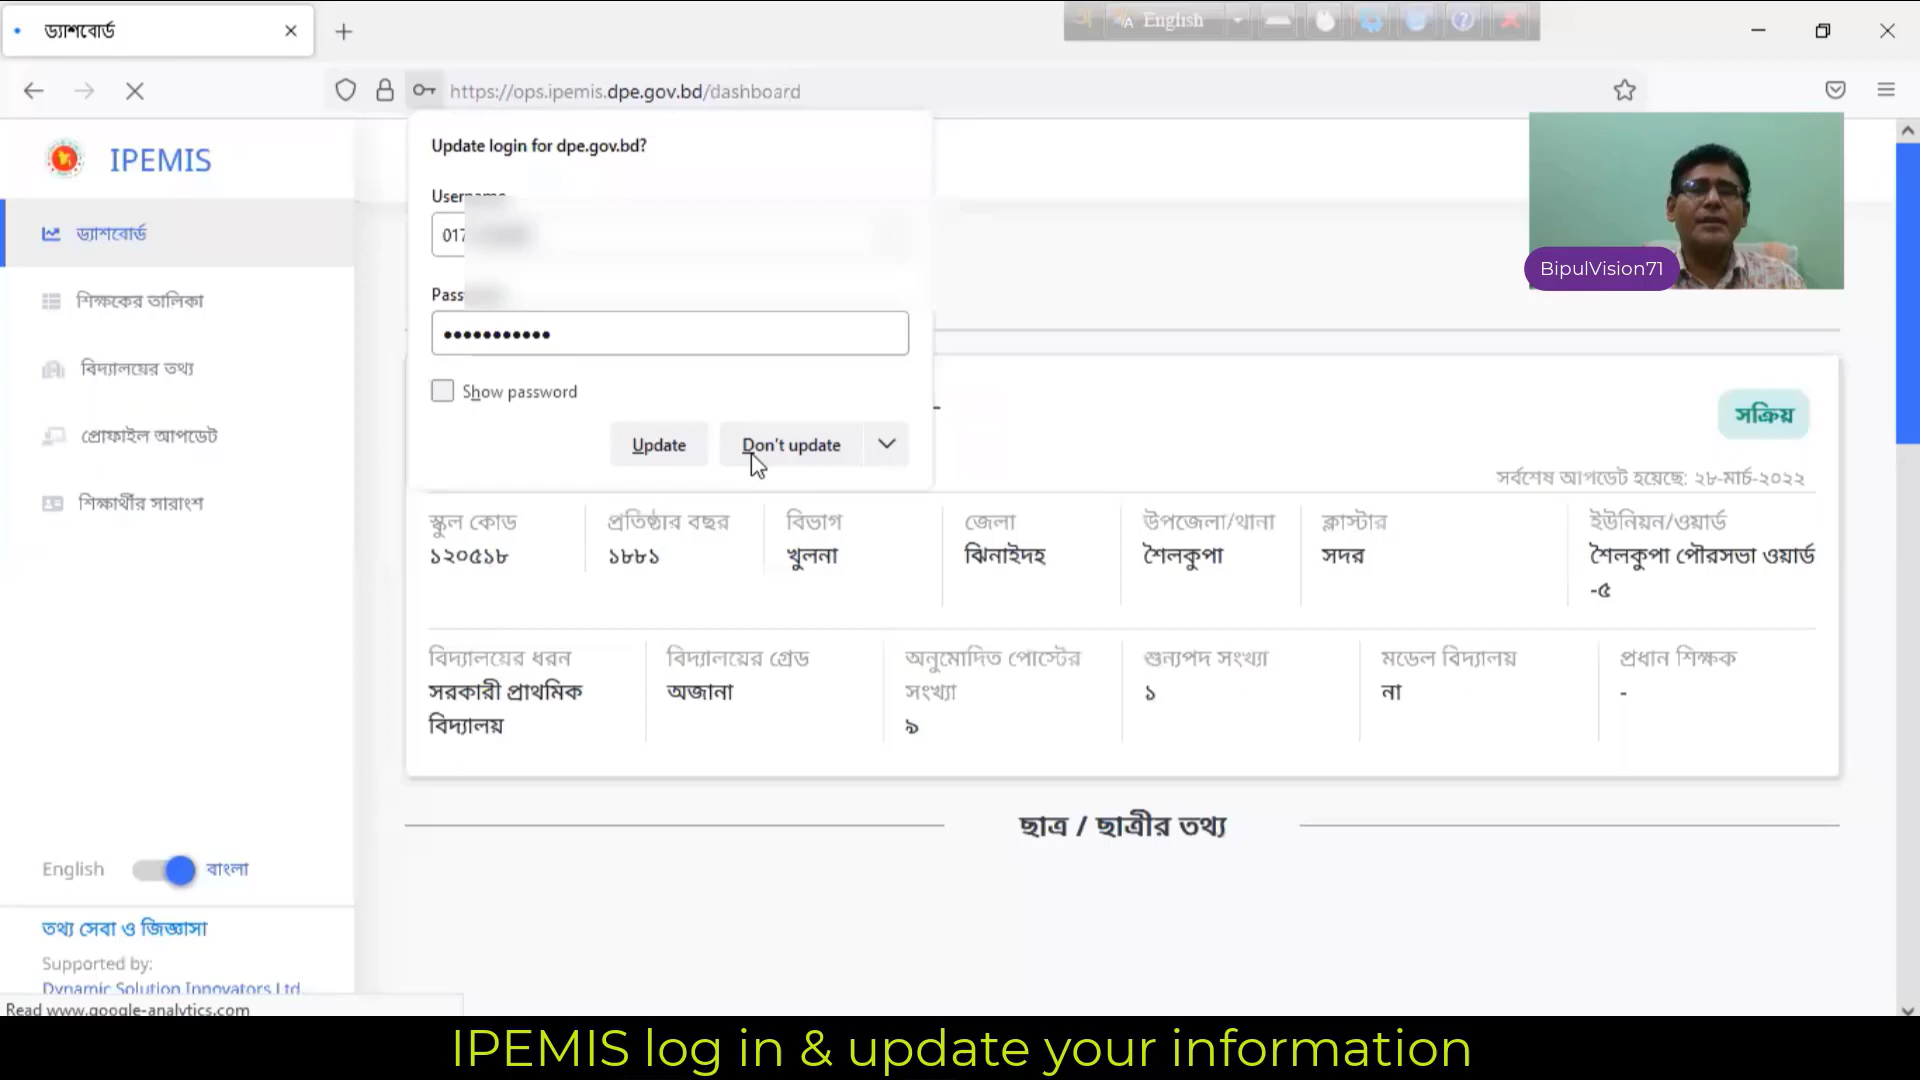 ড্যাশবোর্ড
English
https://ops.ipemis.dpe.gov.bd/dashboard
IPEMIS
ড্যাশবোর্ড
শিক্ষকের তালিকা
বিদ্যালয়ের তথ্য
প্রোফাইল আপডেট
শিক্ষার্থীর সারাংশ
English বাংলা
তথ্য সেবা ও জিজ্ঞাসা
Supported by:
Dynamic Solution Innovators Ltd.
Read www.google-analytics.com
Update login for dpe.gov.bd?
Username
017
Pass
•••••••••••
Show password
Update Don't update
BipulVision71
-
সক্রিয়
সর্বশেষ আপডেট হয়েছে: ২৮-মার্চ-২০২২
স্কুল কোড প্রতিষ্ঠার বছর বিভাগ জেলা উপজেলা/থানা ক্লাস্টার ইউনিয়ন/ওয়ার্ড
১২০৫১৮ ১৮৮১ খুলনা ঝিনাইদহ শৈলকুপা সদর শৈলকুপা পৌরসভা ওয়ার্ড
-৫
বিদ্যালয়ের ধরন বিদ্যালয়ের গ্রেড অনুমোদিত পোস্টের শুন্যপদ সংখ্যা মডেল বিদ্যালয় প্রধান শিক্ষক
সরকারী প্রাথমিক অজানা সংখ্যা ১ না -
বিদ্যালয় ৯
ছাত্র / ছাত্রীর তথ্য
IPEMIS log in & update your information